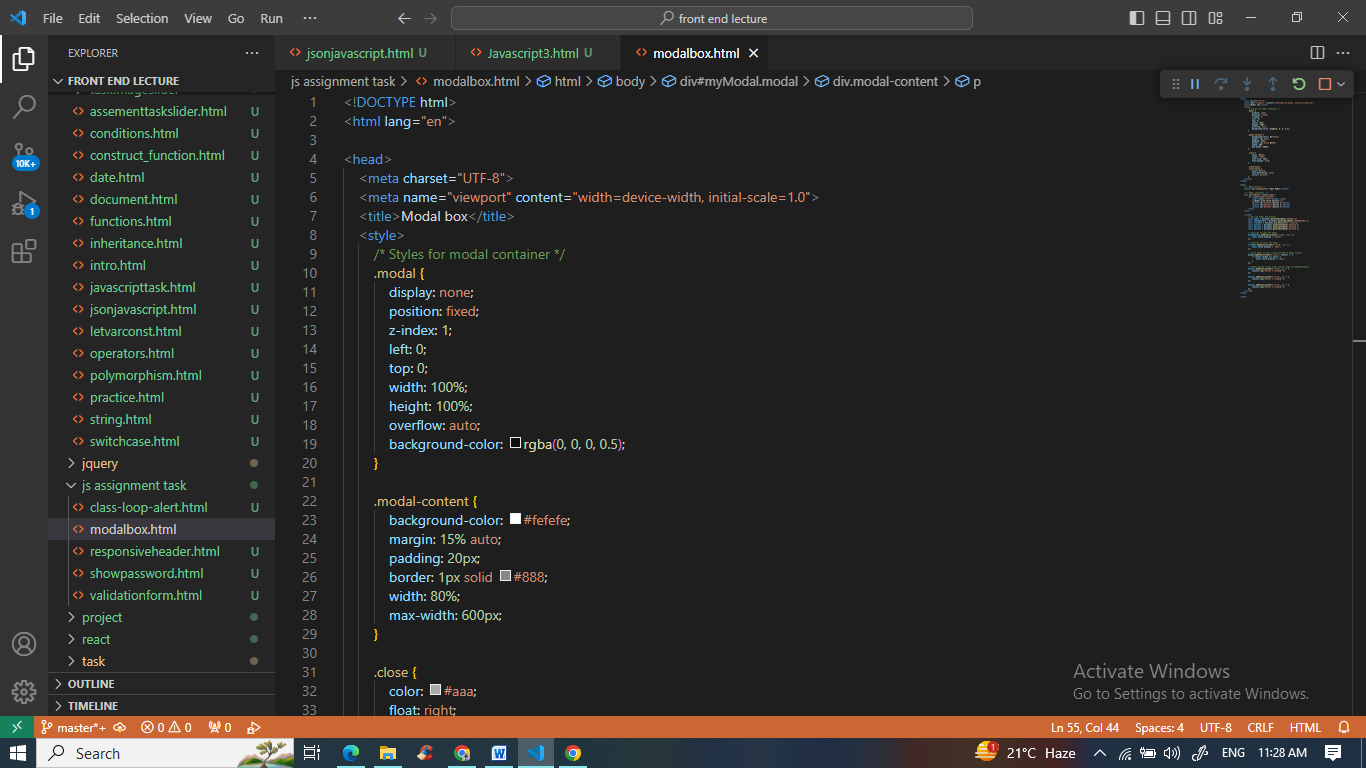 File Edit Selection View Go Run ··· front end lecture
EXPLORER ···
FRONT END LECTURE
assementtaskslider.html U
conditions.html U
construct_function.html U
date.html U
document.html U
functions.html U
inheritance.html U
intro.html U
javascripttask.html U
jsonjavascript.html U
letvarconst.html U
operators.html U
polymorphism.html U
practice.html U
string.html U
switchcase.html U
jquery
js assignment task
class-loop-alert.html U
modalbox.html
responsiveheader.html U
showpassword.html U
validationform.html U
project
react
task
OUTLINE
TIMELINE
10K+
1
jsonjavascript.html U Javascript3.html U modalbox.html
js assignment task > modalbox.html > html > body > div#myModal.modal > div.modal-content > p
1 <!DOCTYPE html>
2 <html lang="en">
3
4 <head>
5 <meta charset="UTF-8">
6 <meta name="viewport" content="width=device-width, initial-scale=1.0">
7 <title>Modal box</title>
8 <style>
9 /* Styles for modal container */
10 .modal {
11 display: none;
12 position: fixed;
13 z-index: 1;
14 left: 0;
15 top: 0;
16 width: 100%;
17 height: 100%;
18 overflow: auto;
19 background-color: rgba(0, 0, 0, 0.5);
20 }
21
22 .modal-content {
23 background-color: #fefefe;
24 margin: 15% auto;
25 padding: 20px;
26 border: 1px solid #888;
27 width: 80%;
28 max-width: 600px;
29 }
30
31 .close {
32 color: #aaa;
33 float: right;
Activate Windows
Go to Settings to activate Windows.
master*+ 0 0 0 Ln 55, Col 44 Spaces: 4 UTF-8 CRLF HTML
Search 1 21°C Haze ENG 11:28 AM